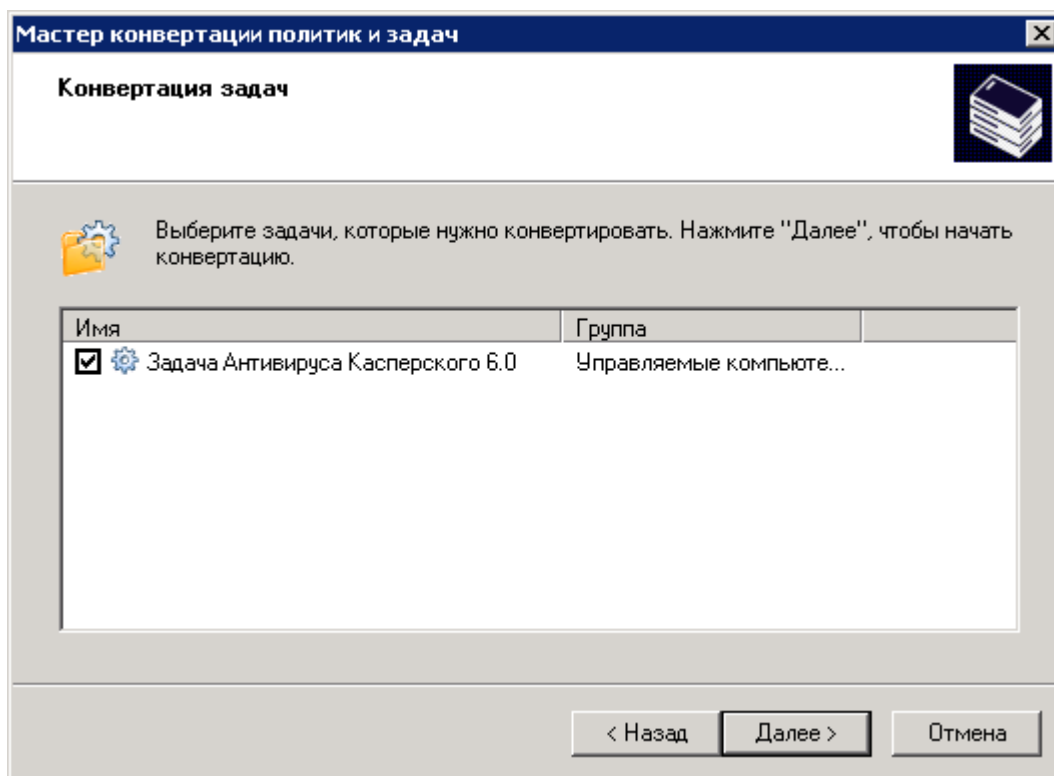 Мастер конвертации политик и задач
Конвертация задач
Выберите задачи, которые нужно конвертировать. Нажмите "Далее", чтобы начать
конвертацию.
Имя Группа
Задача Антивируса Касперского 6.0 Управляемые компьюте...
< Назад Далее > Отмена